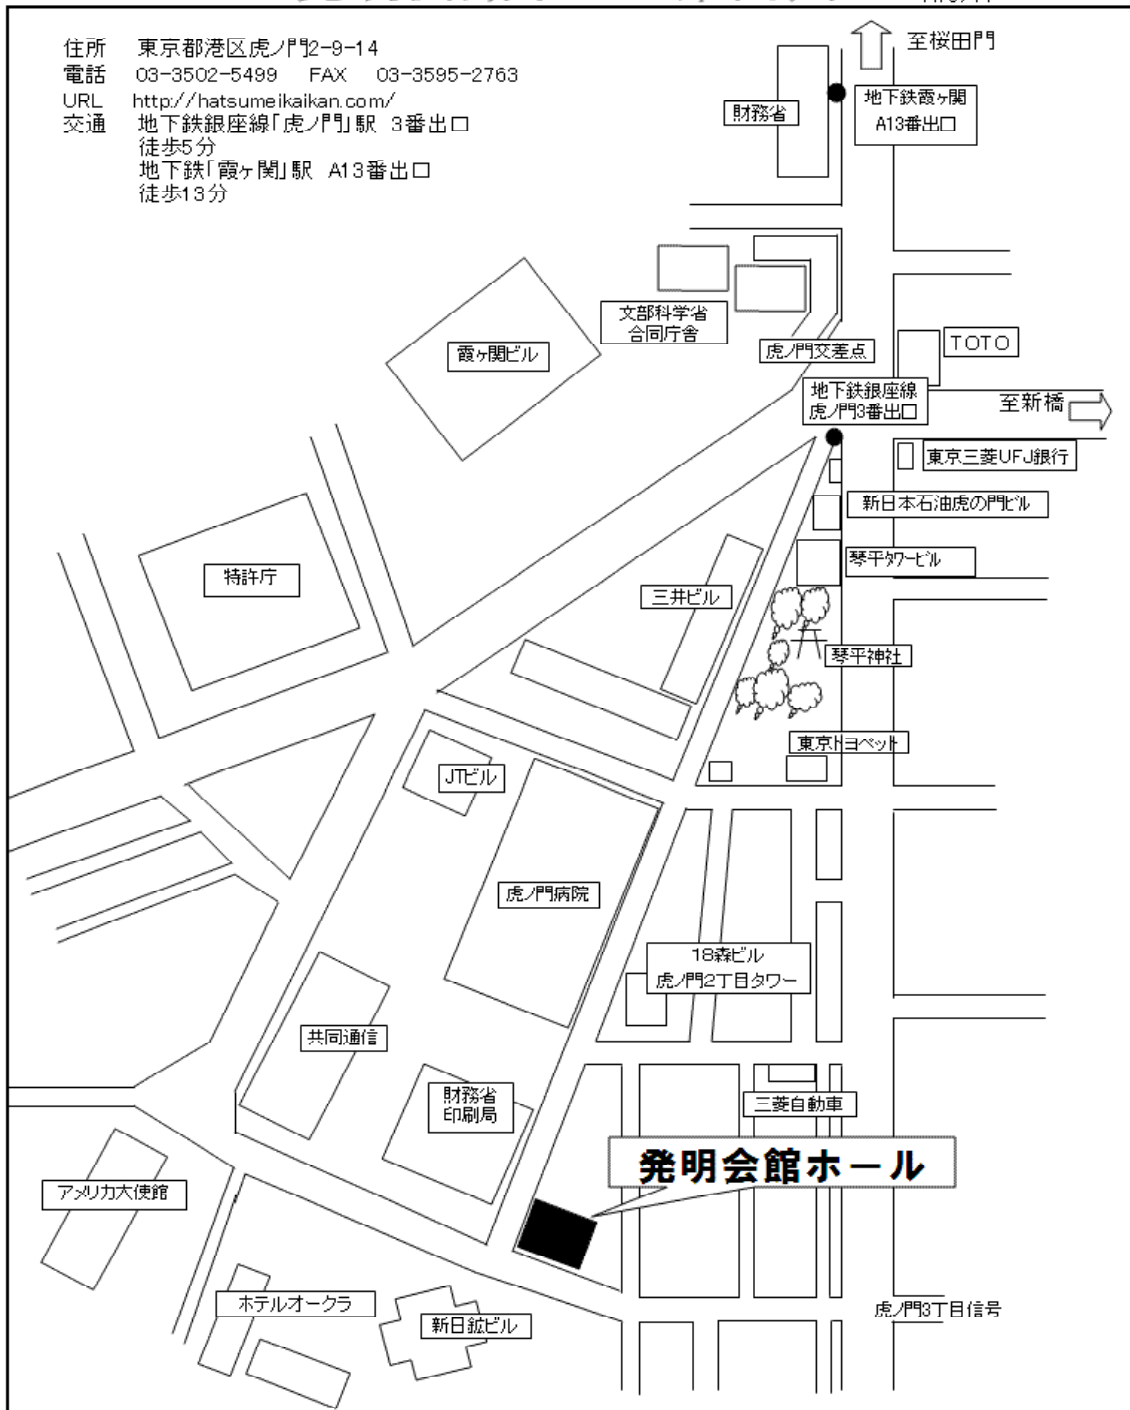 住所 東京都港区虎ノ門2-9-14
電話 03-3502-5499 FAX 03-3595-2763
URL http://hatsumeikaikan.com/
交通 地下鉄銀座線「虎ノ門」駅 3番出口
徒歩5分
地下鉄「霞ヶ関」駅 A13番出口
徒歩13分
至桜田門
財務省
地下鉄霞ヶ関
A13番出口
文部科学省
合同庁舎
霞ヶ関ビル
虎ノ門交差点
TOTO
地下鉄銀座線
虎ノ門3番出口
至新橋
東京三菱UFJ銀行
新日本石油虎の門ビル
琴平タワービル
特許庁
三井ビル
琴平神社
東京トヨペット
JTビル
虎ノ門病院
18森ビル
虎ノ門2丁目タワー
共同通信
財務省
印刷局
三菱自動車
発明会館ホール
アメリカ大使館
ホテルオークラ
新日鉱ビル
虎ノ門3丁目信号